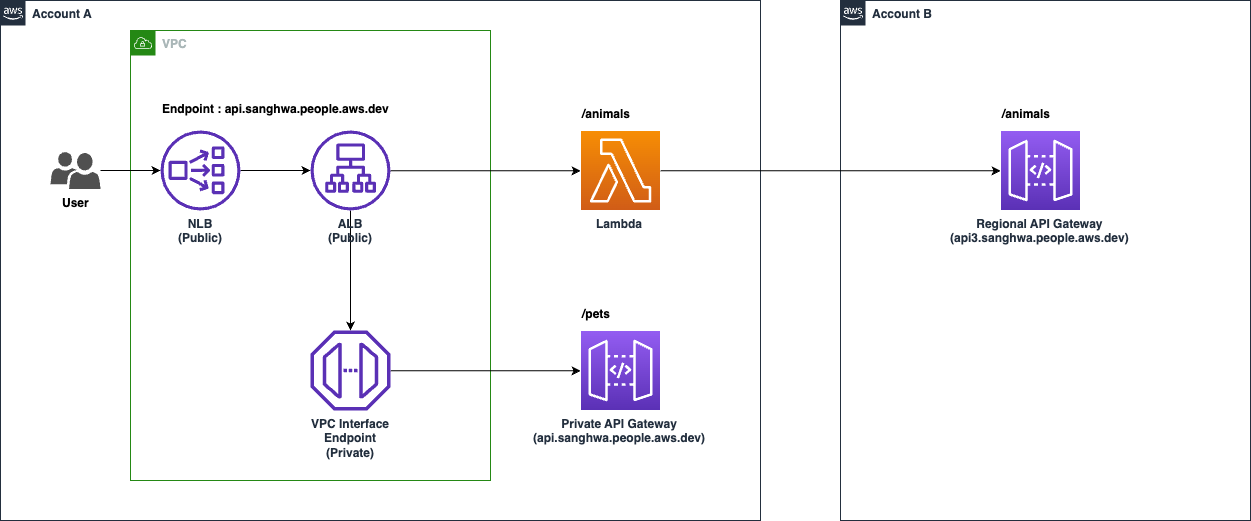 aws
Account A
aws
Account B
VPC
Endpoint : api.sanghwa.people.aws.dev
/animals
/animals
User
NLB
(Public)
ALB
(Public)
Lambda
Regional API Gateway
(api3.sanghwa.people.aws.dev)
/pets
VPC Interface
Endpoint
(Private)
Private API Gateway
(api.sanghwa.people.aws.dev)